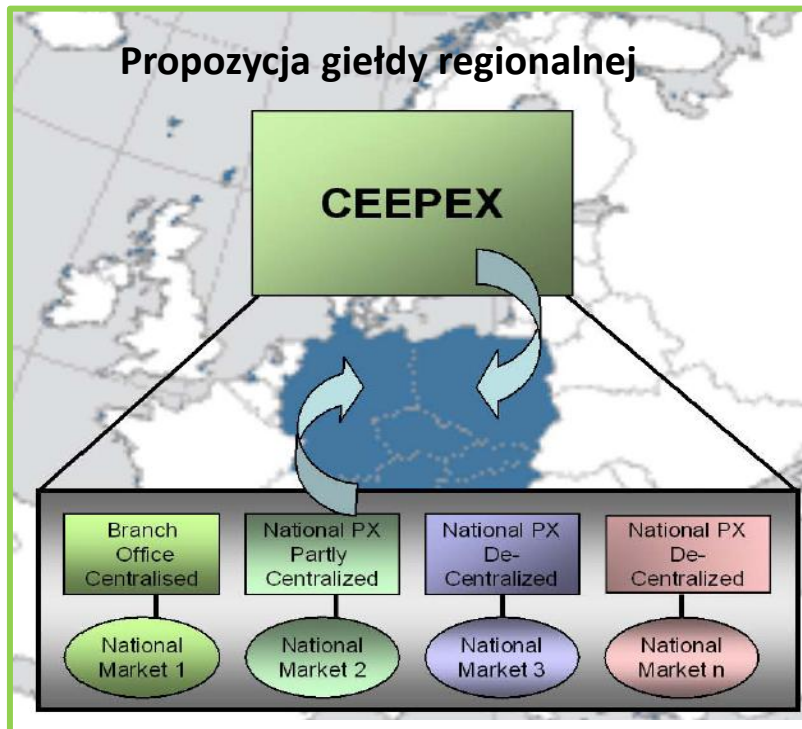 Propozycja giełdy regionalnej
CEEPEX
Branch
Office
Centralised
National PX
Partly
Centralized
National PX
De-
Centralized
National PX
De-
Centralized
National
Market 1
National
Market 2
National
Market 3
National
Market n